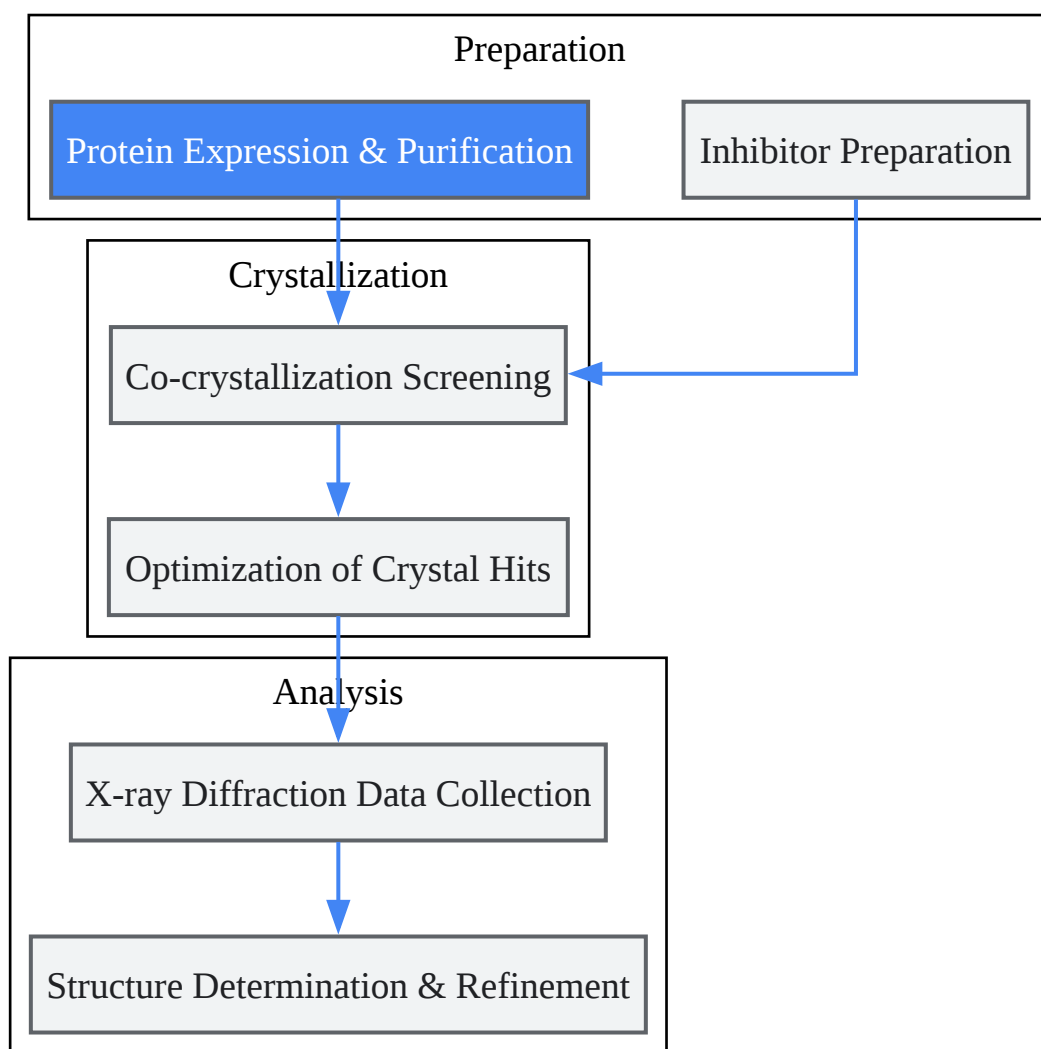 Preparation
Protein Expression & Purification
Inhibitor Preparation
Crystallization
Co-crystallization Screening
Optimization of Crystal Hits
Analysis
X-ray Diffraction Data Collection
Structure Determination & Refinement